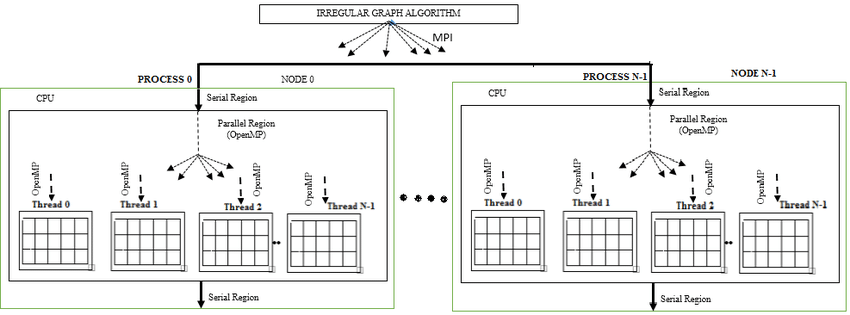 IRREGULAR GRAPH ALGORITHM
MPI
PROCESS 0
NODE 0
PROCESS N-1
NODE N-1
CPU
Serial Region
Parallel Region
(OpenMP)
OpenMP
OpenMP
OpenMP
OpenMP
Thread 0
Thread 1
Thread 2
Thread N-1
Serial Region
CPU
Serial Region
Parallel Region
(OpenMP)
OpenMP
OpenMP
OpenMP
OpenMP
Thread 0
Thread 1
Thread 2
Thread N-1
Serial Region